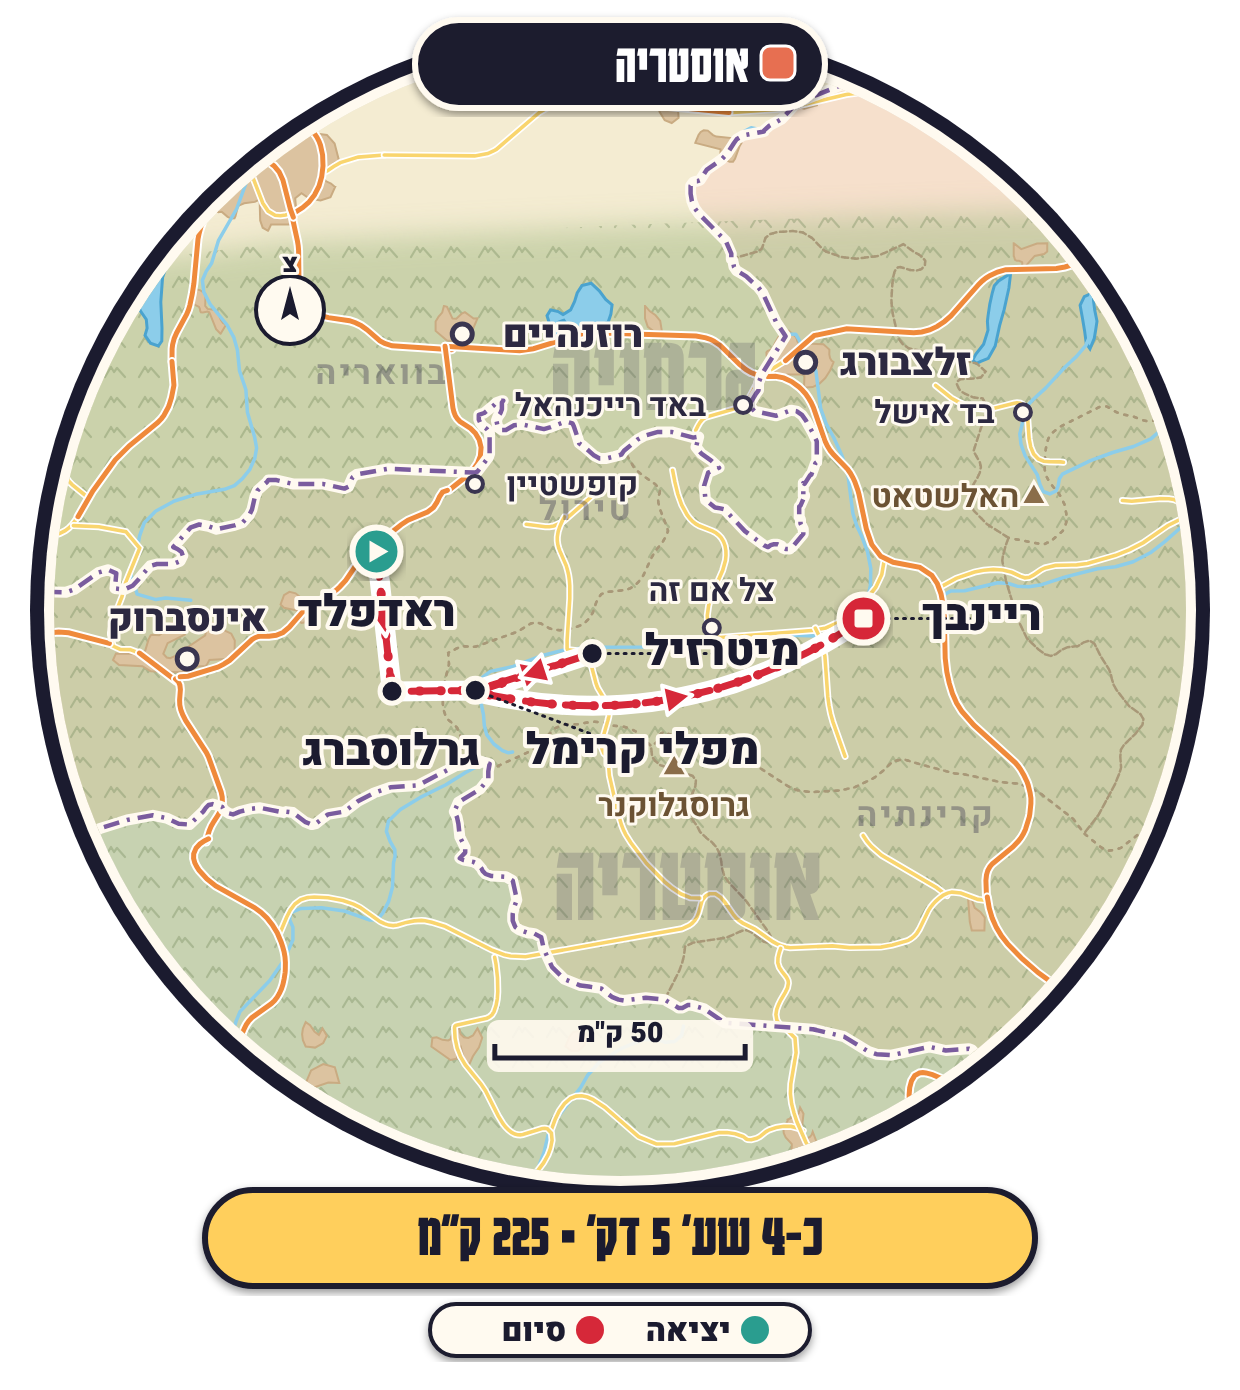 אוסטריה
צ
רוזנהיים
גרמניה
בוואריה
זלצבורג
באד רייכנהאל
בד אישל
קופשטיין
טירול
האלשטאט
ראדפלד
אינסברוק
צל אם זה
ריינבך
מיטרזיל
גרלוסברג
מפלי קרימל
גרוסגלוקנר
קרינתיה
אוסטריה
50 ק"מ
כ-4 שע' 5 דק' ▪ 225 ק"מ
יציאה
סיום